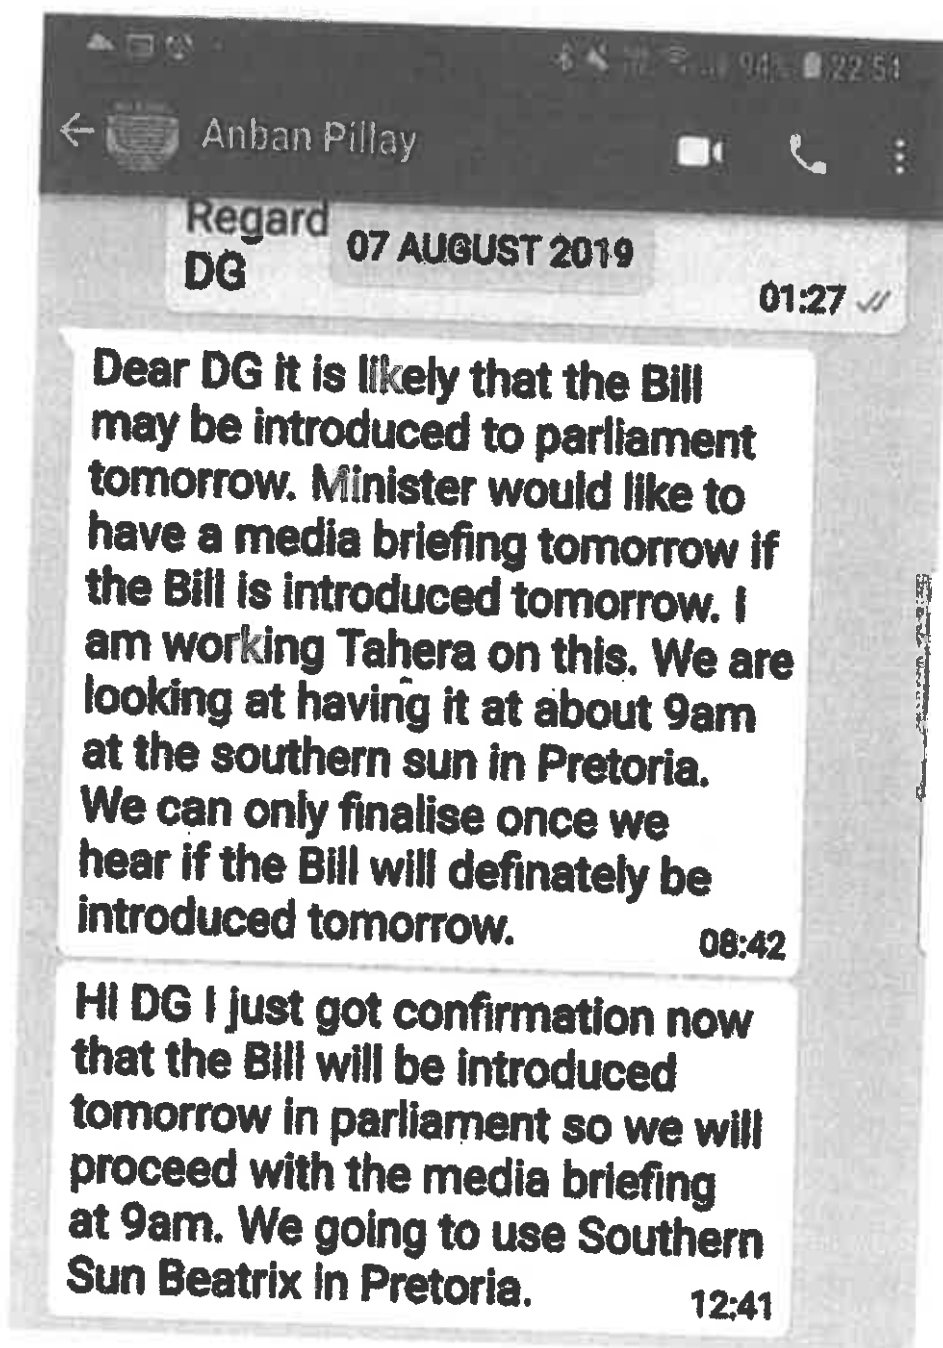 94% 22:51
Anban Pillay
Regard
DG
07 AUGUST 2019
01:27
Dear DG it is likely that the Bill
may be introduced to parliament
tomorrow. Minister would like to
have a media briefing tomorrow if
the Bill is introduced tomorrow. I
am working Tahera on this. We are
looking at having it at about 9am
at the southern sun in Pretoria.
We can only finalise once we
hear if the Bill will definately be
introduced tomorrow.
08:42
Hi DG I just got confirmation now
that the Bill will be introduced
tomorrow in parliament so we will
proceed with the media briefing
at 9am. We going to use Southern
Sun Beatrix in Pretoria.
12:41